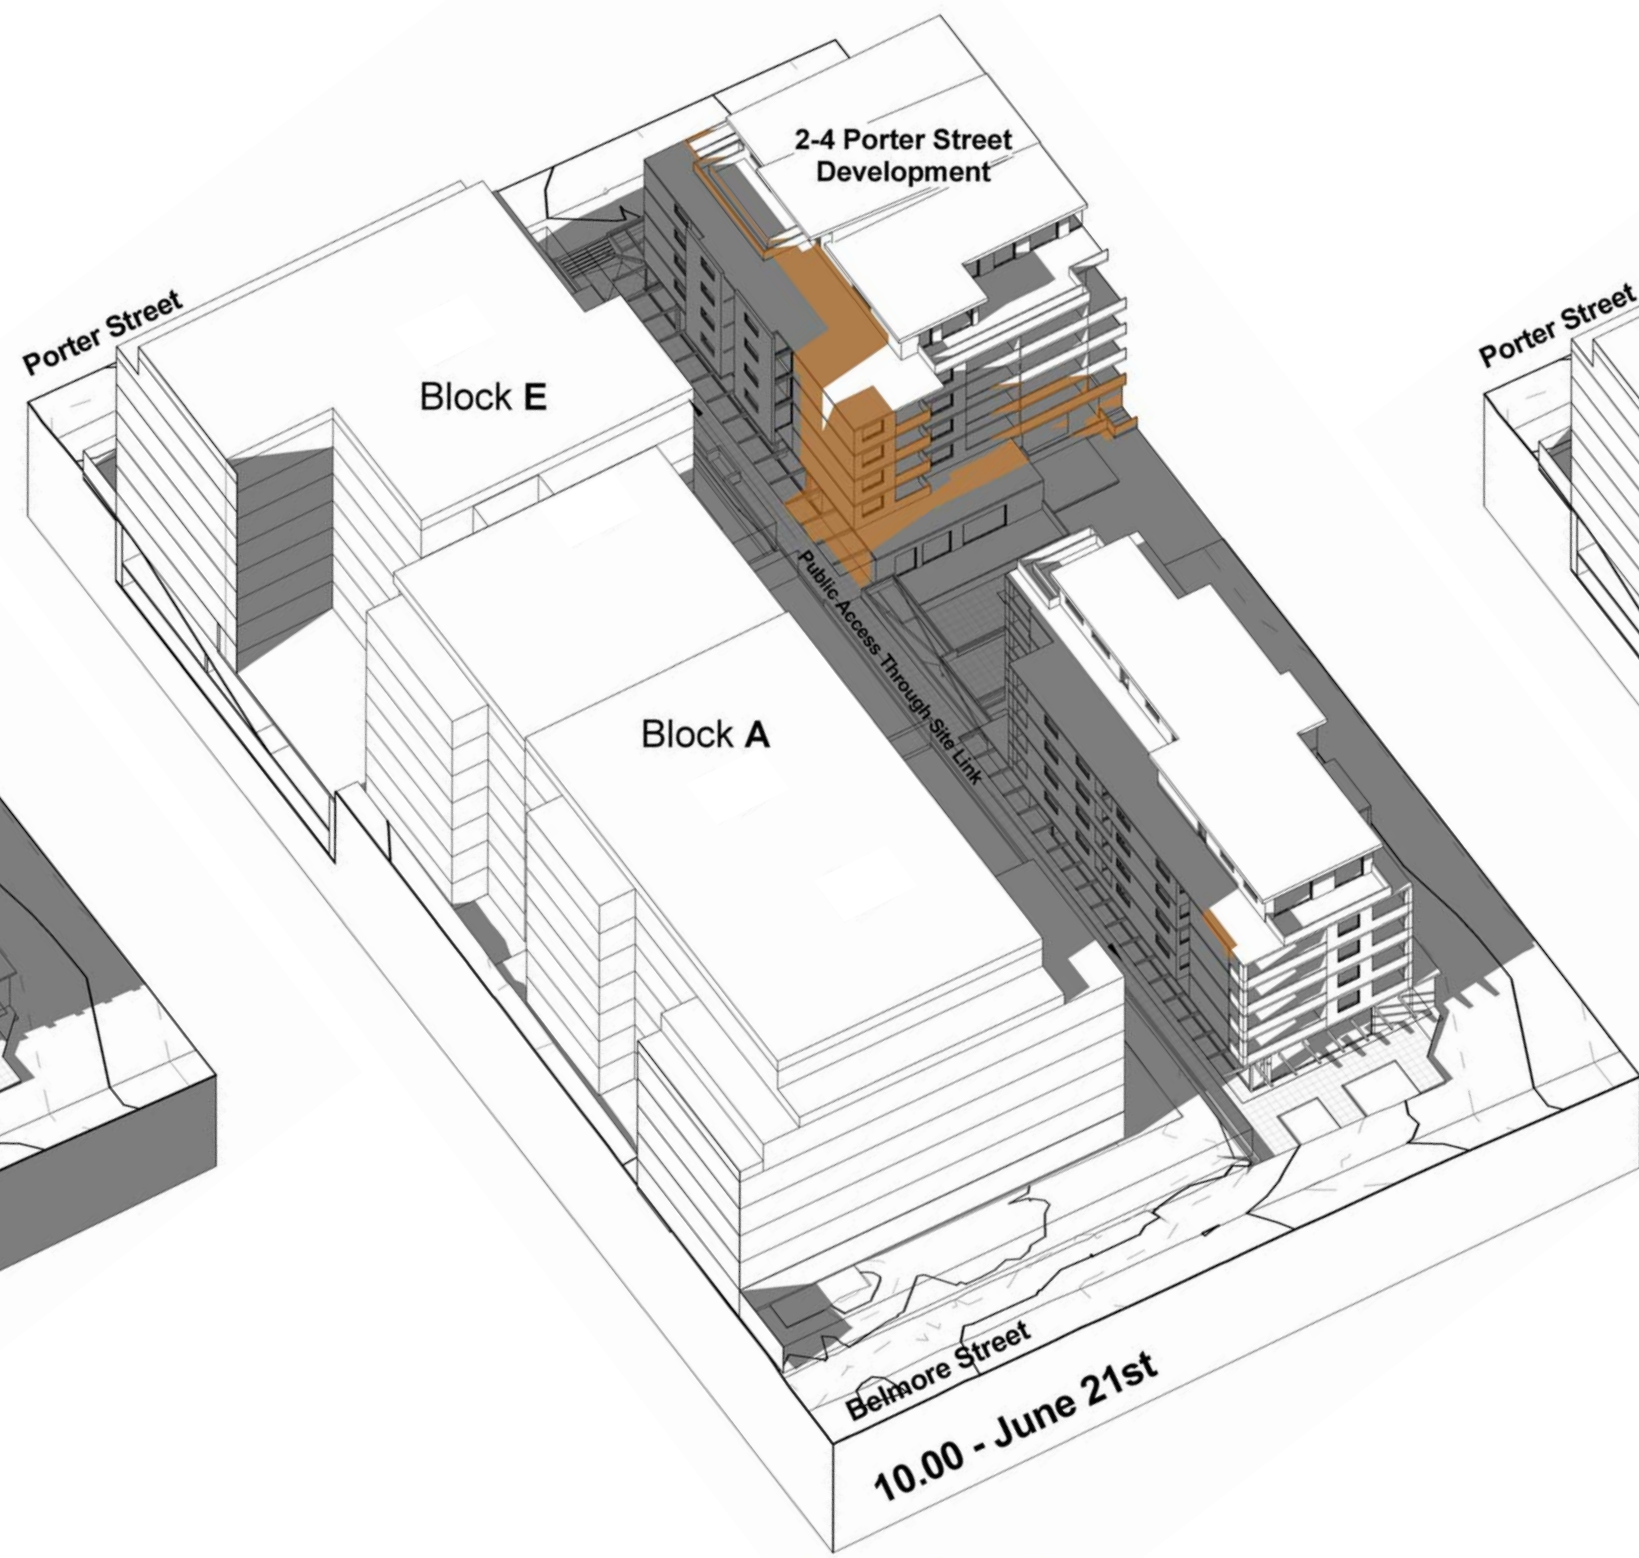 2-4 Porter Street
Development
Porter Street
Porter Street
Block E
Public Access Through Site Link
Block A
Belmore Street
10.00 - June 21st